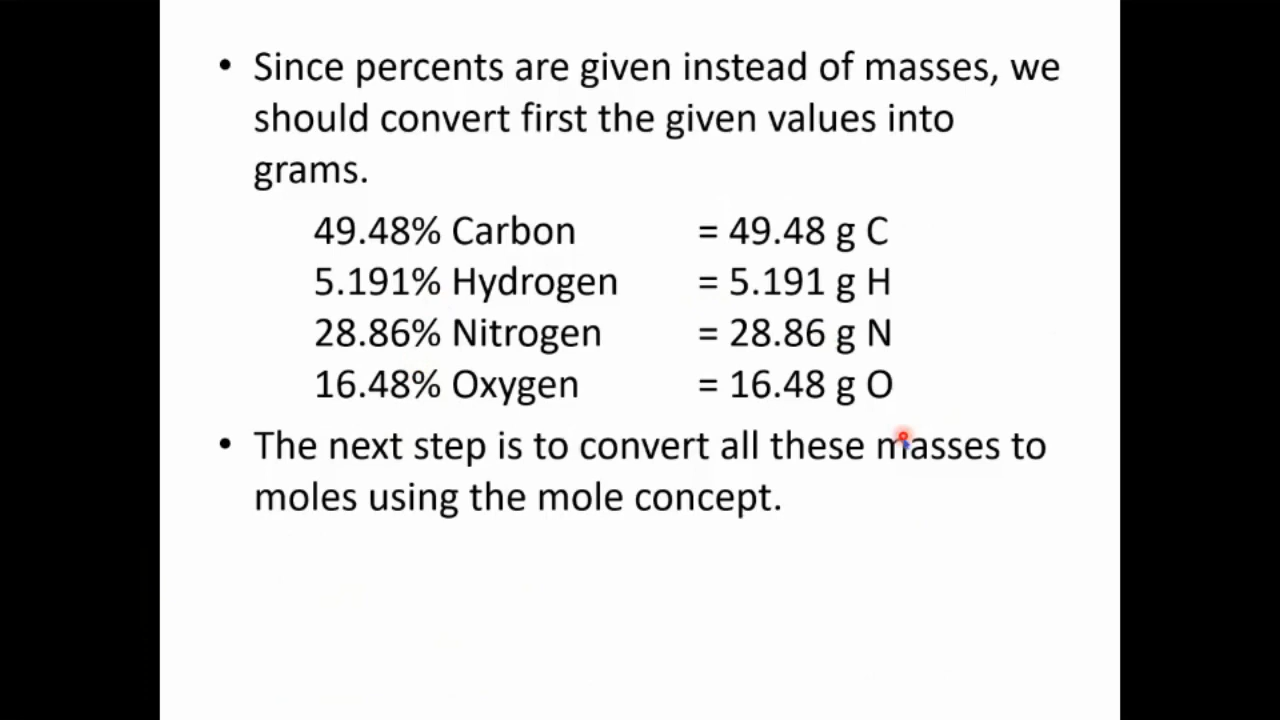 • Since percents are given instead of masses, we
should convert first the given values into
grams.
49.48% Carbon = 49.48 g C
5.191% Hydrogen = 5.191 g H
28.86% Nitrogen = 28.86 g N
16.48% Oxygen = 16.48 g O
• The next step is to convert all these masses to
moles using the mole concept.